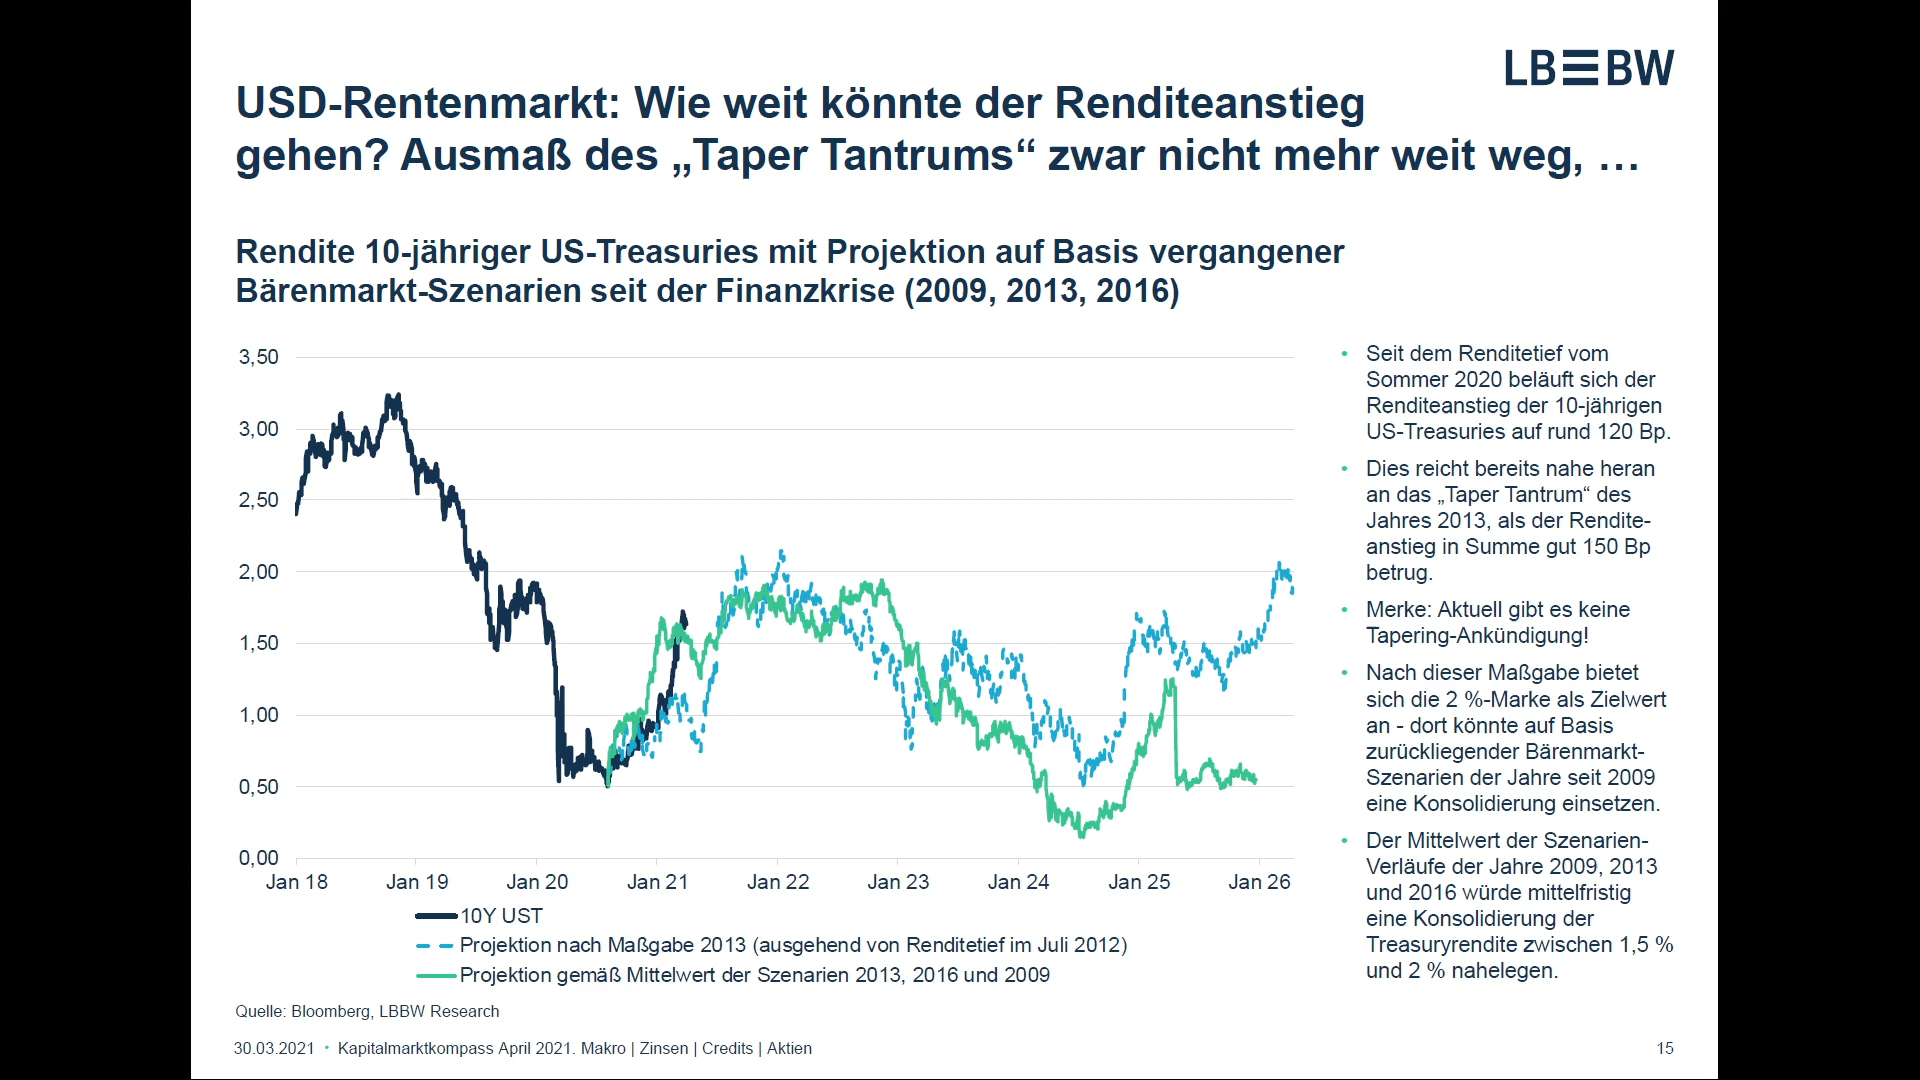 LBBW
USD-Rentenmarkt: Wie weit könnte der Renditeanstieg
gehen? Ausmaß des „Taper Tantrums“ zwar nicht mehr weit weg, …
Rendite 10-jähriger US-Treasuries mit Projektion auf Basis vergangener
Bärenmarkt-Szenarien seit der Finanzkrise (2009, 2013, 2016)
3,50
3,00
2,50
2,00
1,50
1,00
0,50
0,00
Jan 18 Jan 19 Jan 20 Jan 21 Jan 22 Jan 23 Jan 24 Jan 25 Jan 26
10Y UST
Projektion nach Maßgabe 2013 (ausgehend von Renditetief im Juli 2012)
Projektion gemäß Mittelwert der Szenarien 2013, 2016 und 2009
• Seit dem Renditetief vom
Sommer 2020 beläuft sich der
Renditeanstieg der 10-jährigen
US-Treasuries auf rund 120 Bp.
• Dies reicht bereits nahe heran
an das „Taper Tantrum“ des
Jahres 2013, als der Rendite-
anstieg in Summe gut 150 Bp
betrug.
• Merke: Aktuell gibt es keine
Tapering-Ankündigung!
• Nach dieser Maßgabe bietet
sich die 2 %-Marke als Zielwert
an - dort könnte auf Basis
zurückliegender Bärenmarkt-
Szenarien der Jahre seit 2009
eine Konsolidierung einsetzen.
• Der Mittelwert der Szenarien-
Verläufe der Jahre 2009, 2013
und 2016 würde mittelfristig
eine Konsolidierung der
Treasuryrendite zwischen 1,5 %
und 2 % nahelegen.
Quelle: Bloomberg, LBBW Research
30.03.2021 • Kapitalmarktkompass April 2021. Makro | Zinsen | Credits | Aktien
15